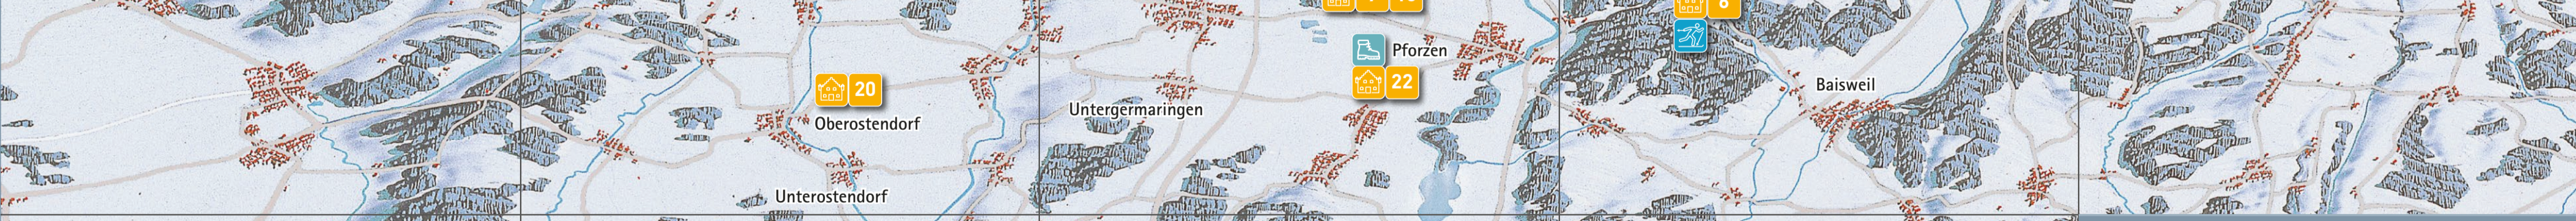 8
Pforzen
22
Baisweil
20
Untergermaringen
Oberostendorf
Unterostendorf